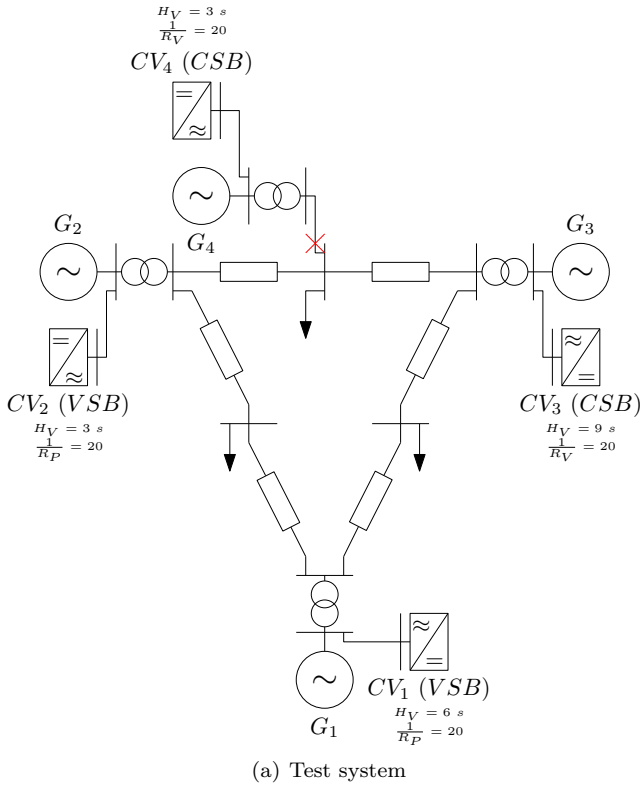 H_V = 3 s
1/R_V = 20
CV_4 (CSB)
=
≈
∼
G_4
G_2
∼
=
≈
CV_2 (VSB)
H_V = 3 s
1/R_P = 20
G_3
∼
≈
=
CV_3 (CSB)
H_V = 9 s
1/R_V = 20
≈
=
CV_1 (VSB)
H_V = 6 s
1/R_P = 20
∼
G_1
(a) Test system